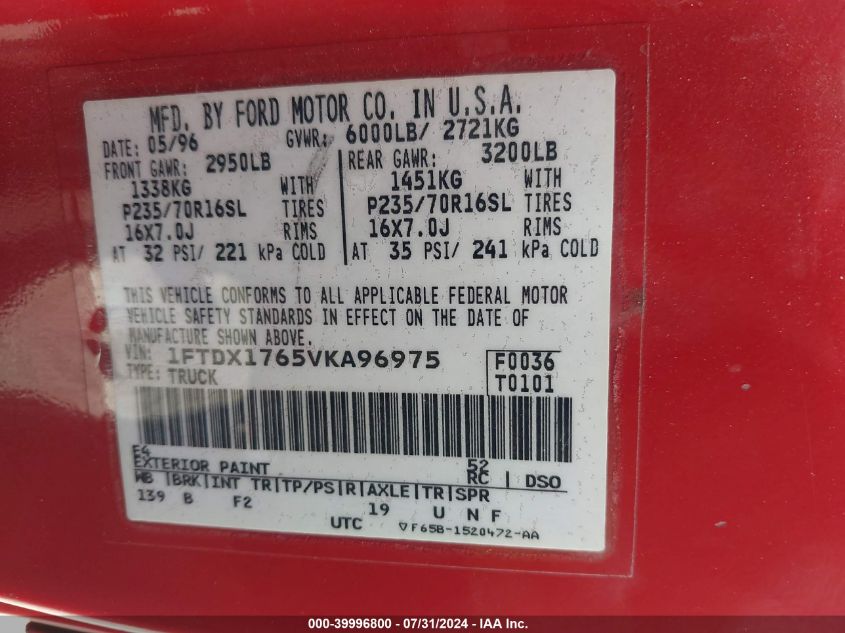 MFD. BY FORD MOTOR CO. IN U.S.A.
DATE: 05/96 GVWR: 6000LB/ 2721KG
FRONT GAWR: 2950LB REAR GAWR: 3200LB
1338KG WITH 1451KG WITH
P235/70R16SL TIRES P235/70R16SL TIRES
16X7.0J RIMS 16X7.0J RIMS
AT 32 PSI/ 221 kPa COLD AT 35 PSI/ 241 kPa COLD
THIS VEHICLE CONFORMS TO ALL APPLICABLE FEDERAL MOTOR
VEHICLE SAFETY STANDARDS IN EFFECT ON THE DATE OF
MANUFACTURE SHOWN ABOVE.
VIN: 1FTDX1765VKA96975 F0036
TYPE: TRUCK T0101
E4
EXTERIOR PAINT 52 RC DSO
WB |BRK|INT TR|TP/PS|R|AXLE|TR|SPR
139 B F2 19 U N F
UTC ▽F65B-1520472-AA
000-39996800 - 07/31/2024 - IAA Inc.